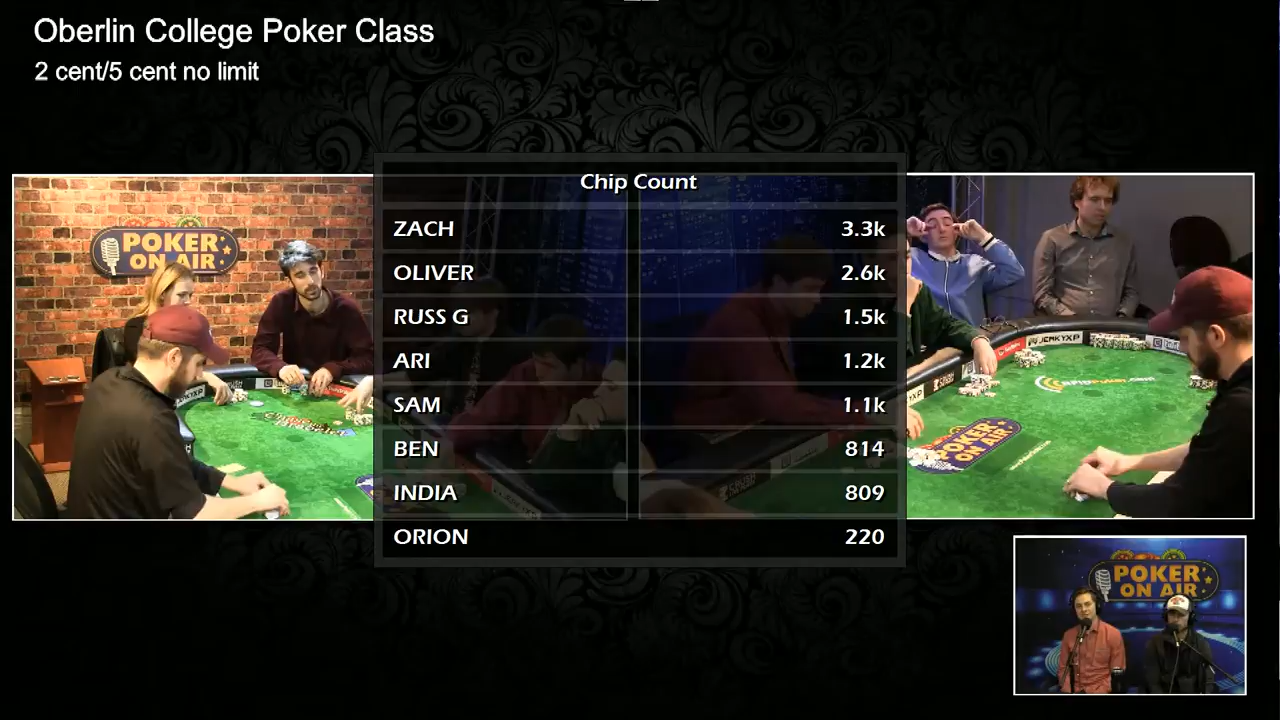 Oberlin College Poker Class
2 cent/5 cent no limit
Chip Count
ZACH 3.3k
OLIVER 2.6k
RUSS G 1.5k
ARI 1.2k
SAM 1.1k
BEN 814
INDIA 809
ORION 220
POKER
ON AIR
JERKYXP
POKER
ON AIR
POKER
ON AIR